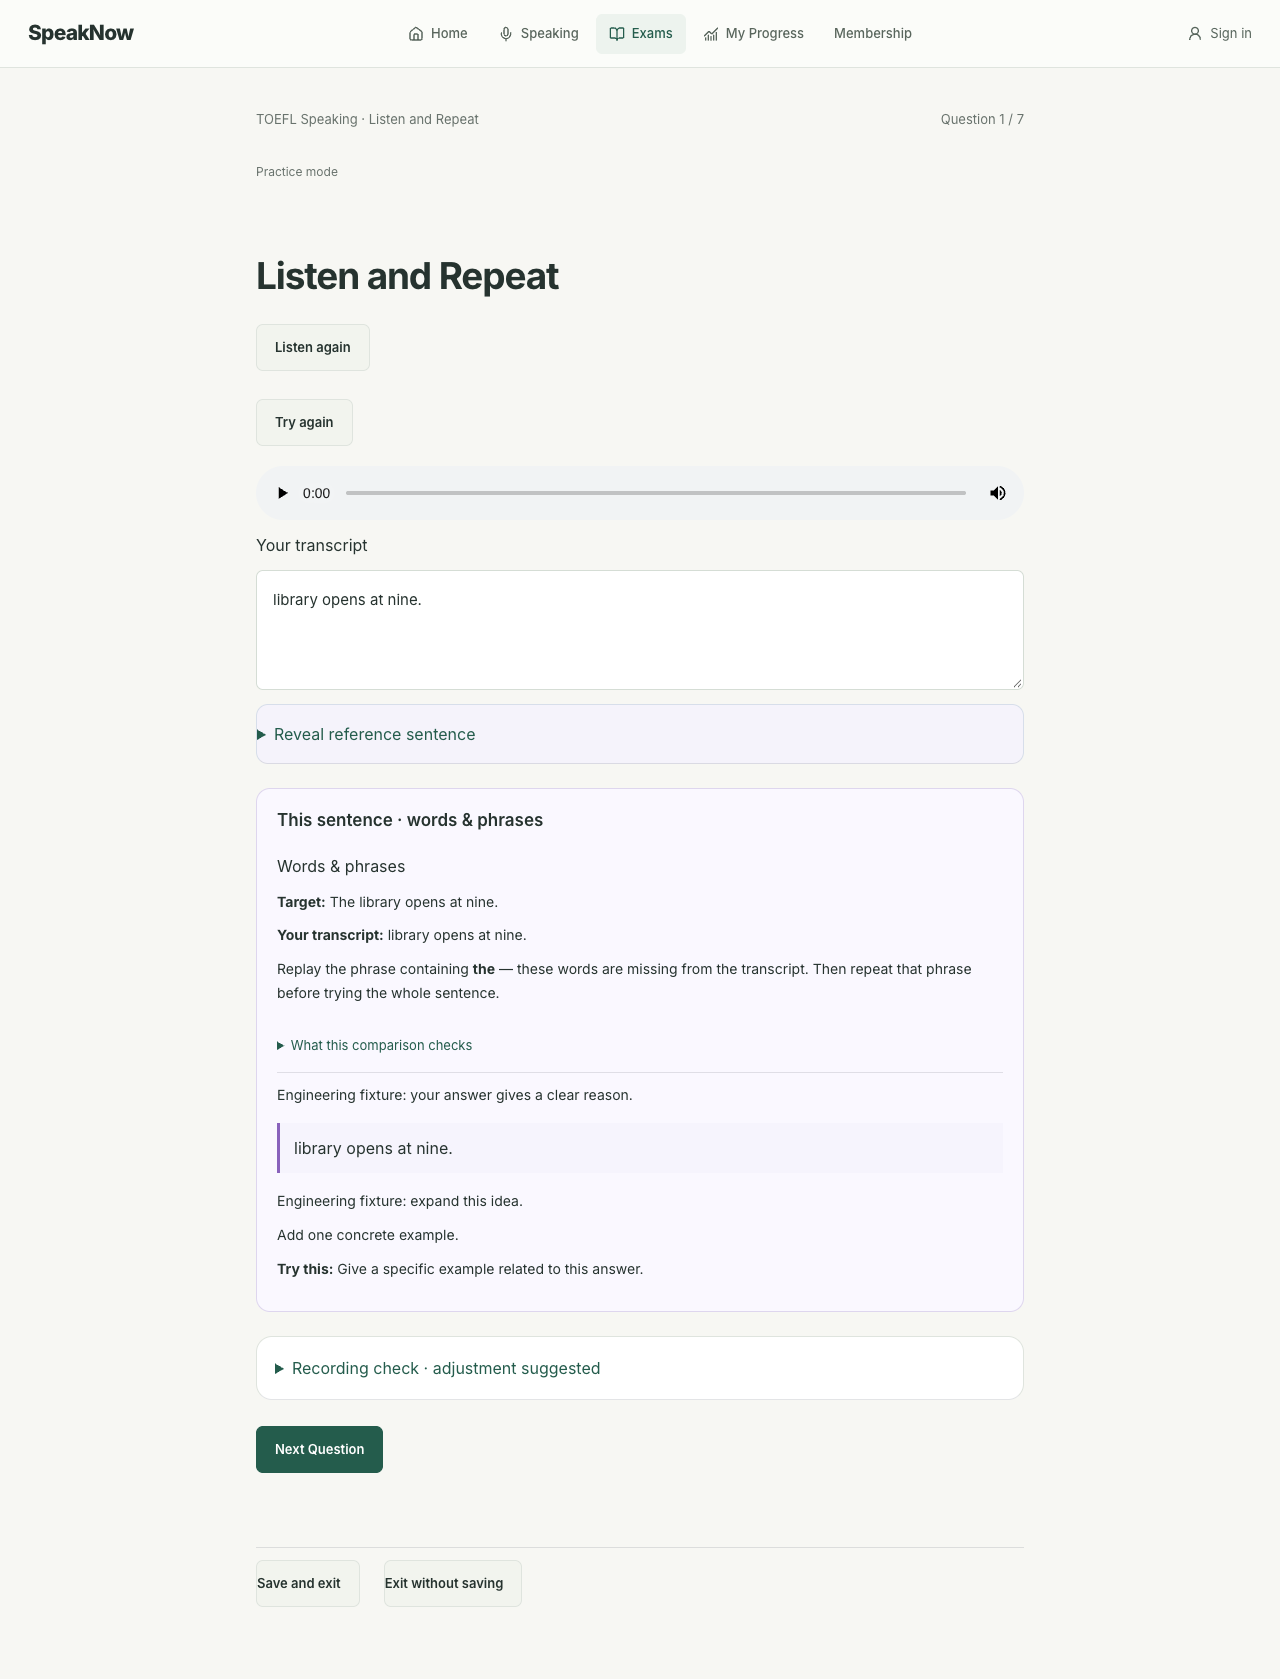 SpeakNow
Home
Speaking
Exams
My Progress
Membership
Sign in
TOEFL Speaking · Listen and Repeat
Question 1 / 7
Practice mode
Listen and Repeat
Listen again
Try again
0:00
Your transcript
library opens at nine.
Reveal reference sentence
This sentence · words & phrases
Words & phrases
Target: The library opens at nine.
Your transcript: library opens at nine.
Replay the phrase containing the — these words are missing from the transcript. Then repeat that phrase
before trying the whole sentence.
What this comparison checks
Engineering fixture: your answer gives a clear reason.
library opens at nine.
Engineering fixture: expand this idea.
Add one concrete example.
Try this: Give a specific example related to this answer.
Recording check · adjustment suggested
Next Question
Save and exit
Exit without saving